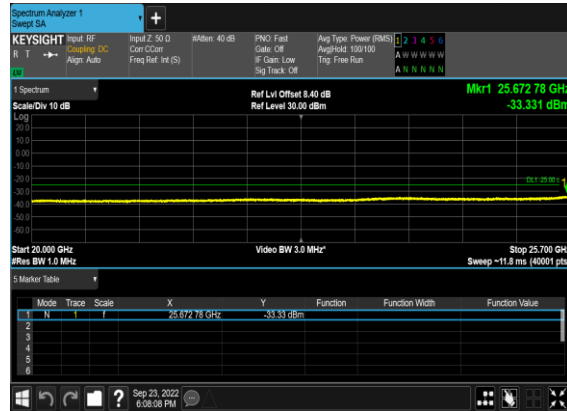 Spectrum Analyzer 1
Swept SA
+
KEYSIGHT Input: RF Input Z: 50 Ω #Atten: 40 dB PNO: Fast Avg Type: Power (RMS) 1 2 3 4 5 6
R T Coupling: DC Corr CCorr Gate: Off Avg|Hold: 100/100 A W W W W W
Align: Auto Freq Ref: Int (S) IF Gain: Low Trig: Free Run
Sig Track: Off A N N N N N
1 Spectrum
Ref Lvl Offset 8.40 dB Mkr1 25.672 78 GHz
Scale/Div 10 dB Ref Level 30.00 dBm -33.331 dBm
Log
20.0
10.0
0.00
-10.0
-20.0
DL1 -25.00
-30.0
-40.0
-50.0
-60.0
Start 20.000 GHz Video BW 3.0 MHz* Stop 25.700 GHz
#Res BW 1.0 MHz Sweep ~11.8 ms (40001 pts
5 Marker Table
Mode Trace Scale X Y Function Function Width Function Value
1 N 1 f 25.672 78 GHz -33.33 dBm
2
3
4
5
6
? Sep 23, 2022
6:08:08 PM